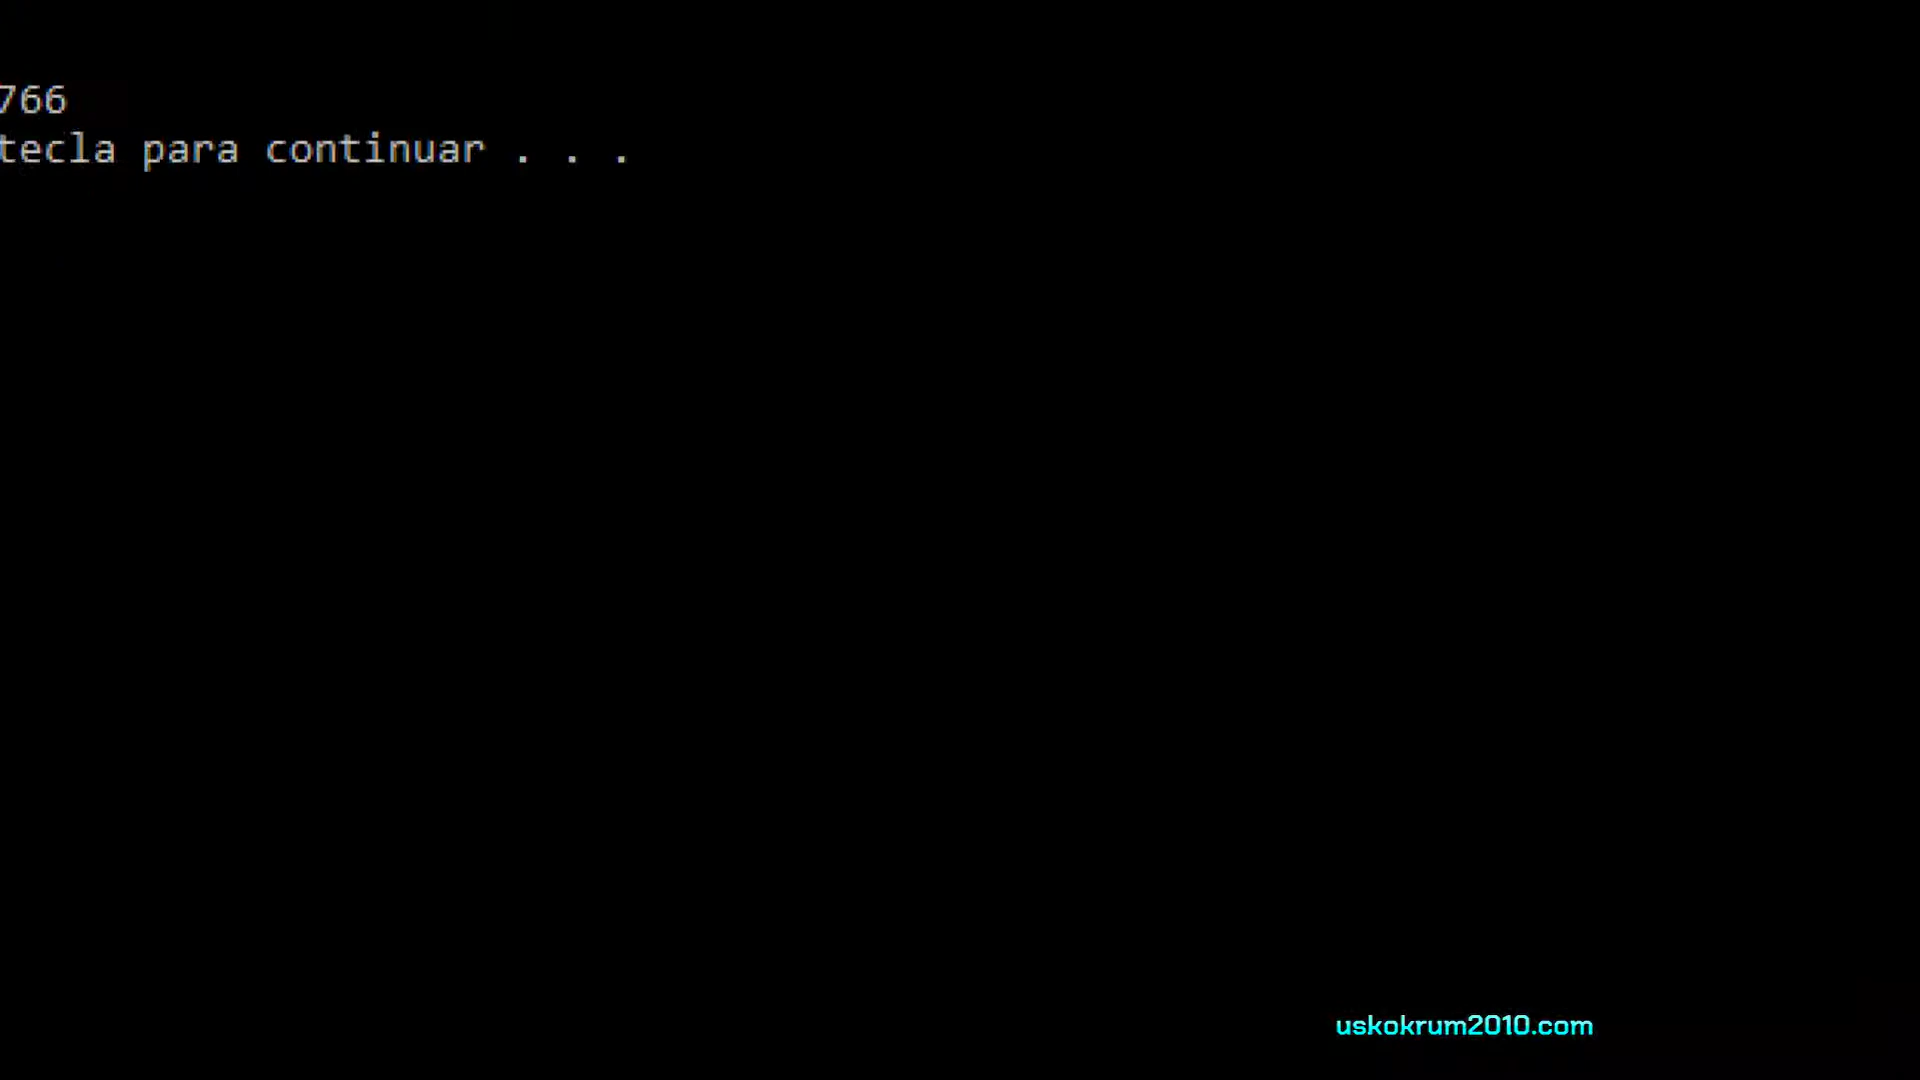 766
tecla para continuar . . .
uskokrum2010.com